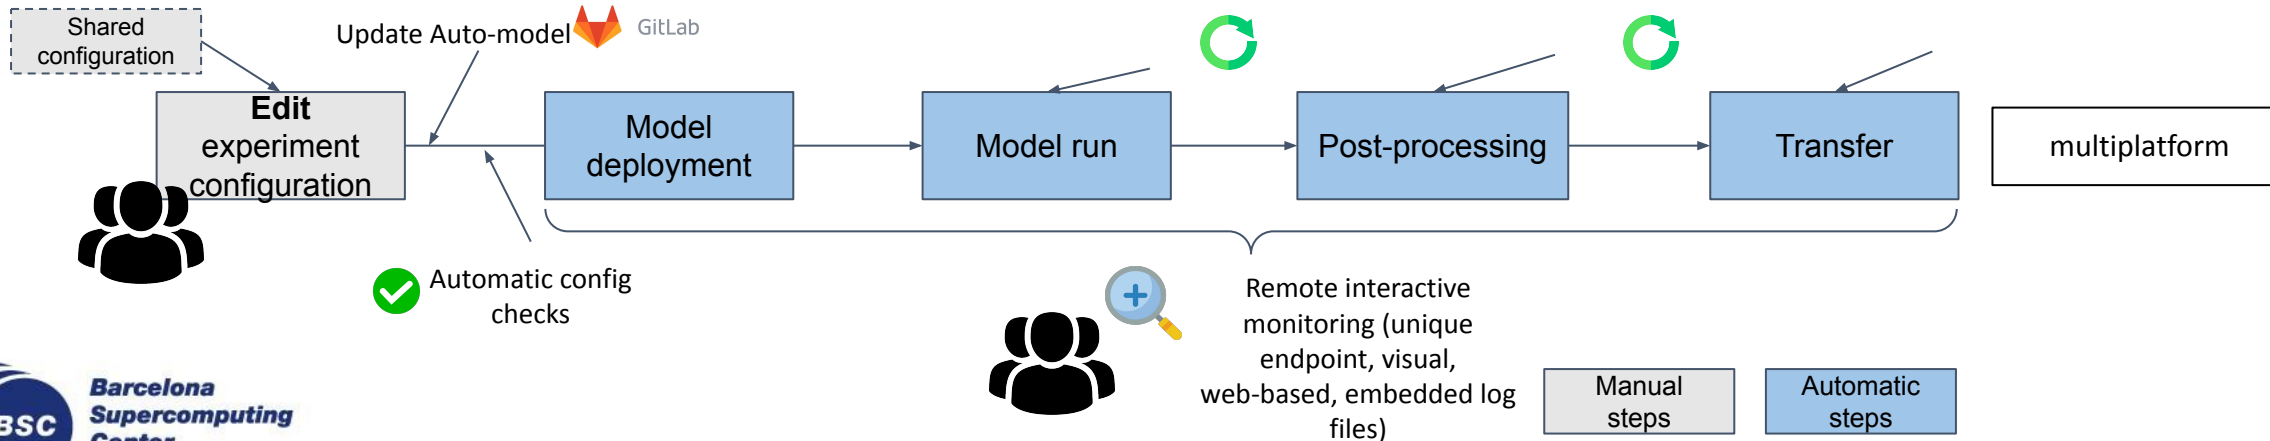 Shared
configuration
Update Auto-model
GitLab
Edit
experiment
configuration
Model
deployment
Model run
Post-processing
Transfer
multiplatform
Automatic config
checks
Remote interactive
monitoring (unique
endpoint, visual,
web-based, embedded log
files)
Manual
steps
Automatic
steps
BSC
Barcelona
Supercomputing
Center